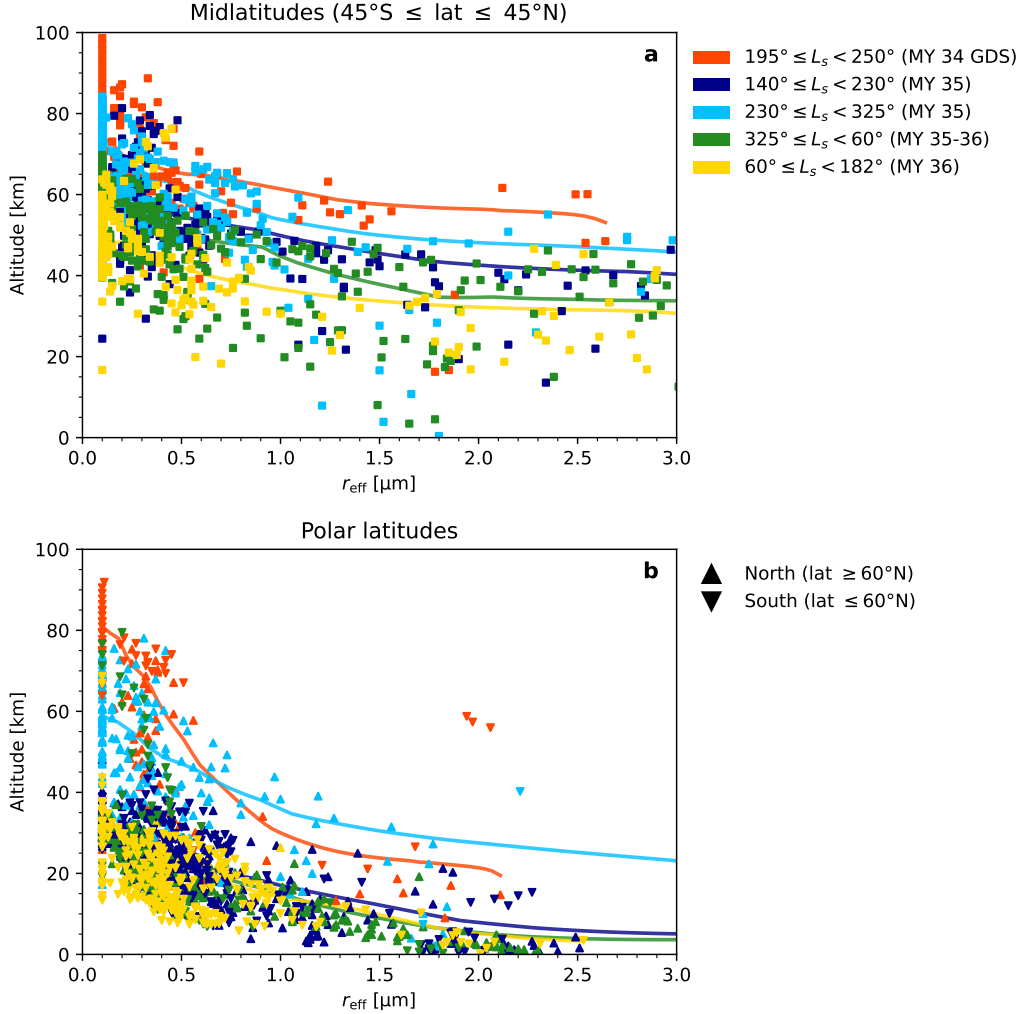 Midlatitudes (45°S ≤ lat ≤ 45°N)
a
100
80
60
40
20
0
Altitude [km]
0.0 0.5 1.0 1.5 2.0 2.5 3.0
r_eff [μm]
195° ≤ L_s < 250° (MY 34 GDS)
140° ≤ L_s < 230° (MY 35)
230° ≤ L_s < 325° (MY 35)
325° ≤ L_s < 60° (MY 35-36)
60° ≤ L_s < 182° (MY 36)
Polar latitudes
b
100
80
60
40
20
0
Altitude [km]
0.0 0.5 1.0 1.5 2.0 2.5 3.0
r_eff [μm]
North (lat ≥ 60°N)
South (lat ≤ 60°N)